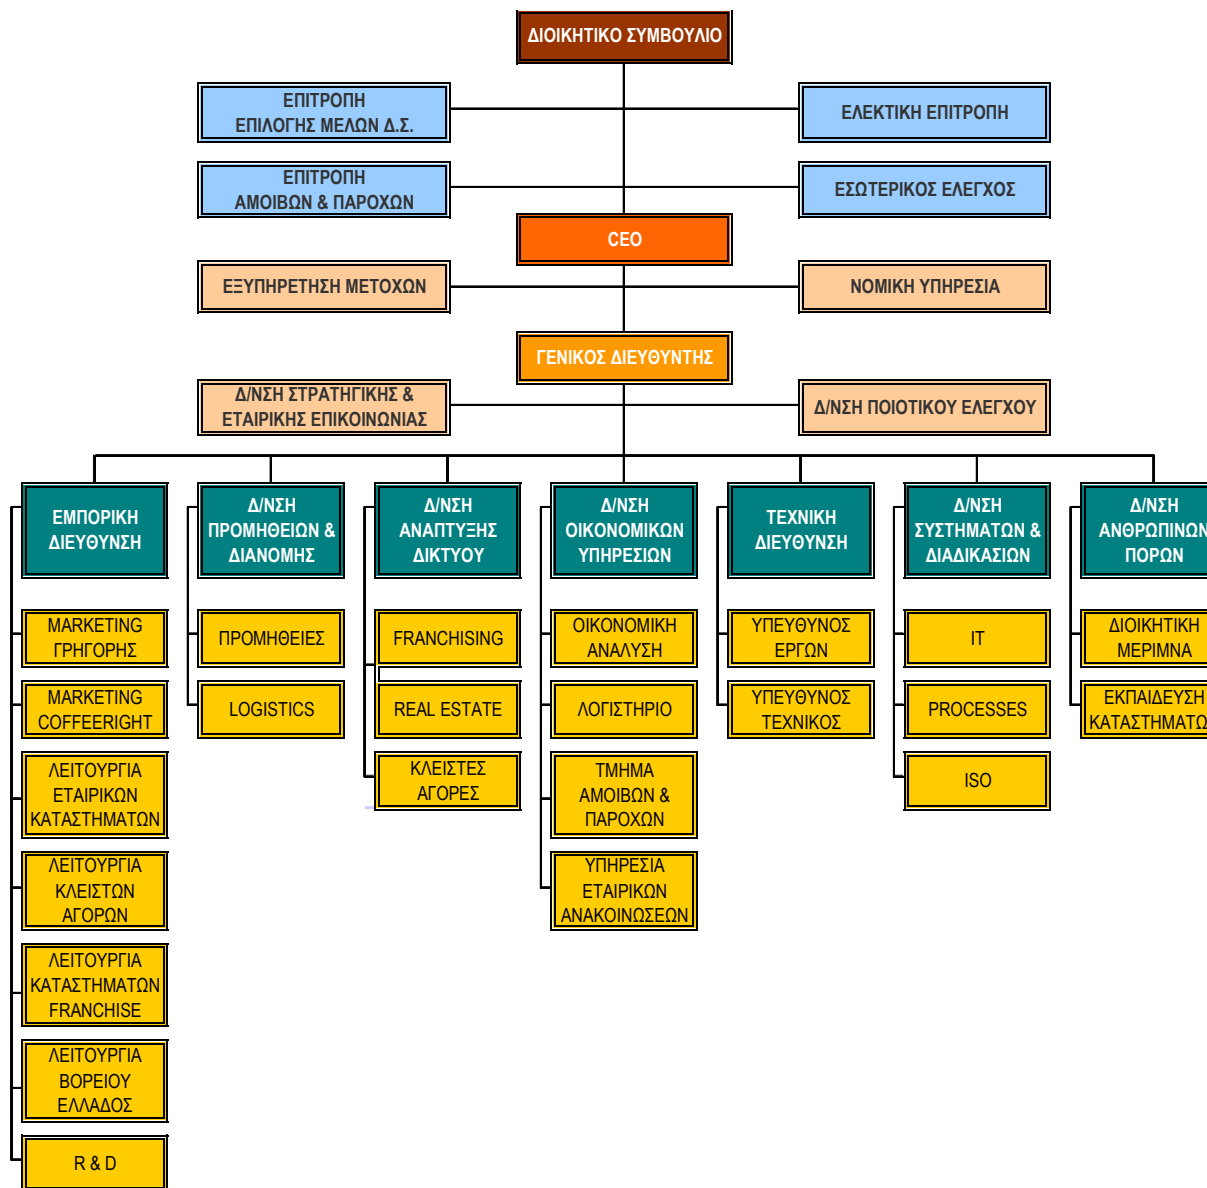 ΔΙΟΙΚΗΤΙΚΟ ΣΥΜΒΟΥΛΙΟ
ΕΠΙΤΡΟΠΗ
ΕΠΙΛΟΓΗΣ ΜΕΛΩΝ Δ.Σ.
ΕΛΕΚΤΙΚΗ ΕΠΙΤΡΟΠΗ
ΕΠΙΤΡΟΠΗ
ΑΜΟΙΒΩΝ & ΠΑΡΟΧΩΝ
ΕΣΩΤΕΡΙΚΟΣ ΕΛΕΓΧΟΣ
CEO
ΕΞΥΠΗΡΕΤΗΣΗ ΜΕΤΟΧΩΝ
ΝΟΜΙΚΗ ΥΠΗΡΕΣΙΑ
ΓΕΝΙΚΟΣ ΔΙΕΥΘΥΝΤΗΣ
Δ/ΝΣΗ ΣΤΡΑΤΗΓΙΚΗΣ &
ΕΤΑΙΡΙΚΗΣ ΕΠΙΚΟΙΝΩΝΙΑΣ
Δ/ΝΣΗ ΠΟΙΟΤΙΚΟΥ ΕΛΕΓΧΟΥ
ΕΜΠΟΡΙΚΗ
ΔΙΕΥΘΥΝΣΗ
Δ/ΝΣΗ
ΠΡΟΜΗΘΕΙΩΝ &
ΔΙΑΝΟΜΗΣ
Δ/ΝΣΗ
ΑΝΑΠΤΥΞΗΣ
ΔΙΚΤΥΟΥ
Δ/ΝΣΗ
ΟΙΚΟΝΟΜΙΚΩΝ
ΥΠΗΡΕΣΙΩΝ
ΤΕΧΝΙΚΗ
ΔΙΕΥΘΥΝΣΗ
Δ/ΝΣΗ
ΣΥΣΤΗΜΑΤΩΝ &
ΔΙΑΔΙΚΑΣΙΩΝ
Δ/ΝΣΗ
ΑΝΘΡΩΠΙΝΩΝ
ΠΟΡΩΝ
MARKETING
ΓΡΗΓΟΡΗΣ
MARKETING
COFFEERIGHT
ΛΕΙΤΟΥΡΓΙΑ
ΕΤΑΙΡΙΚΩΝ
ΚΑΤΑΣΤΗΜΑΤΩΝ
ΛΕΙΤΟΥΡΓΙΑ
ΚΛΕΙΣΤΩΝ
ΑΓΟΡΩΝ
ΛΕΙΤΟΥΡΓΙΑ
ΚΑΤΑΣΤΗΜΑΤΩΝ
FRANCHISE
ΛΕΙΤΟΥΡΓΙΑ
ΒΟΡΕΙΟΥ
ΕΛΛΑΔΟΣ
R & D
ΠΡΟΜΗΘΕΙΕΣ
LOGISTICS
FRANCHISING
REAL ESTATE
ΚΛΕΙΣΤΕΣ
ΑΓΟΡΕΣ
ΟΙΚΟΝΟΜΙΚΗ
ΑΝΑΛΥΣΗ
ΛΟΓΙΣΤΗΡΙΟ
ΤΜΗΜΑ
ΑΜΟΙΒΩΝ &
ΠΑΡΟΧΩΝ
ΥΠΗΡΕΣΙΑ
ΕΤΑΙΡΙΚΩΝ
ΑΝΑΚΟΙΝΩΣΕΩΝ
ΥΠΕΥΘΥΝΟΣ
ΕΡΓΩΝ
ΥΠΕΥΘΥΝΟΣ
ΤΕΧΝΙΚΟΣ
IT
PROCESSES
ISO
ΔΙΟΙΚΗΤΙΚΗ
ΜΕΡΙΜΝΑ
ΕΚΠΑΙΔΕΥΣΗ